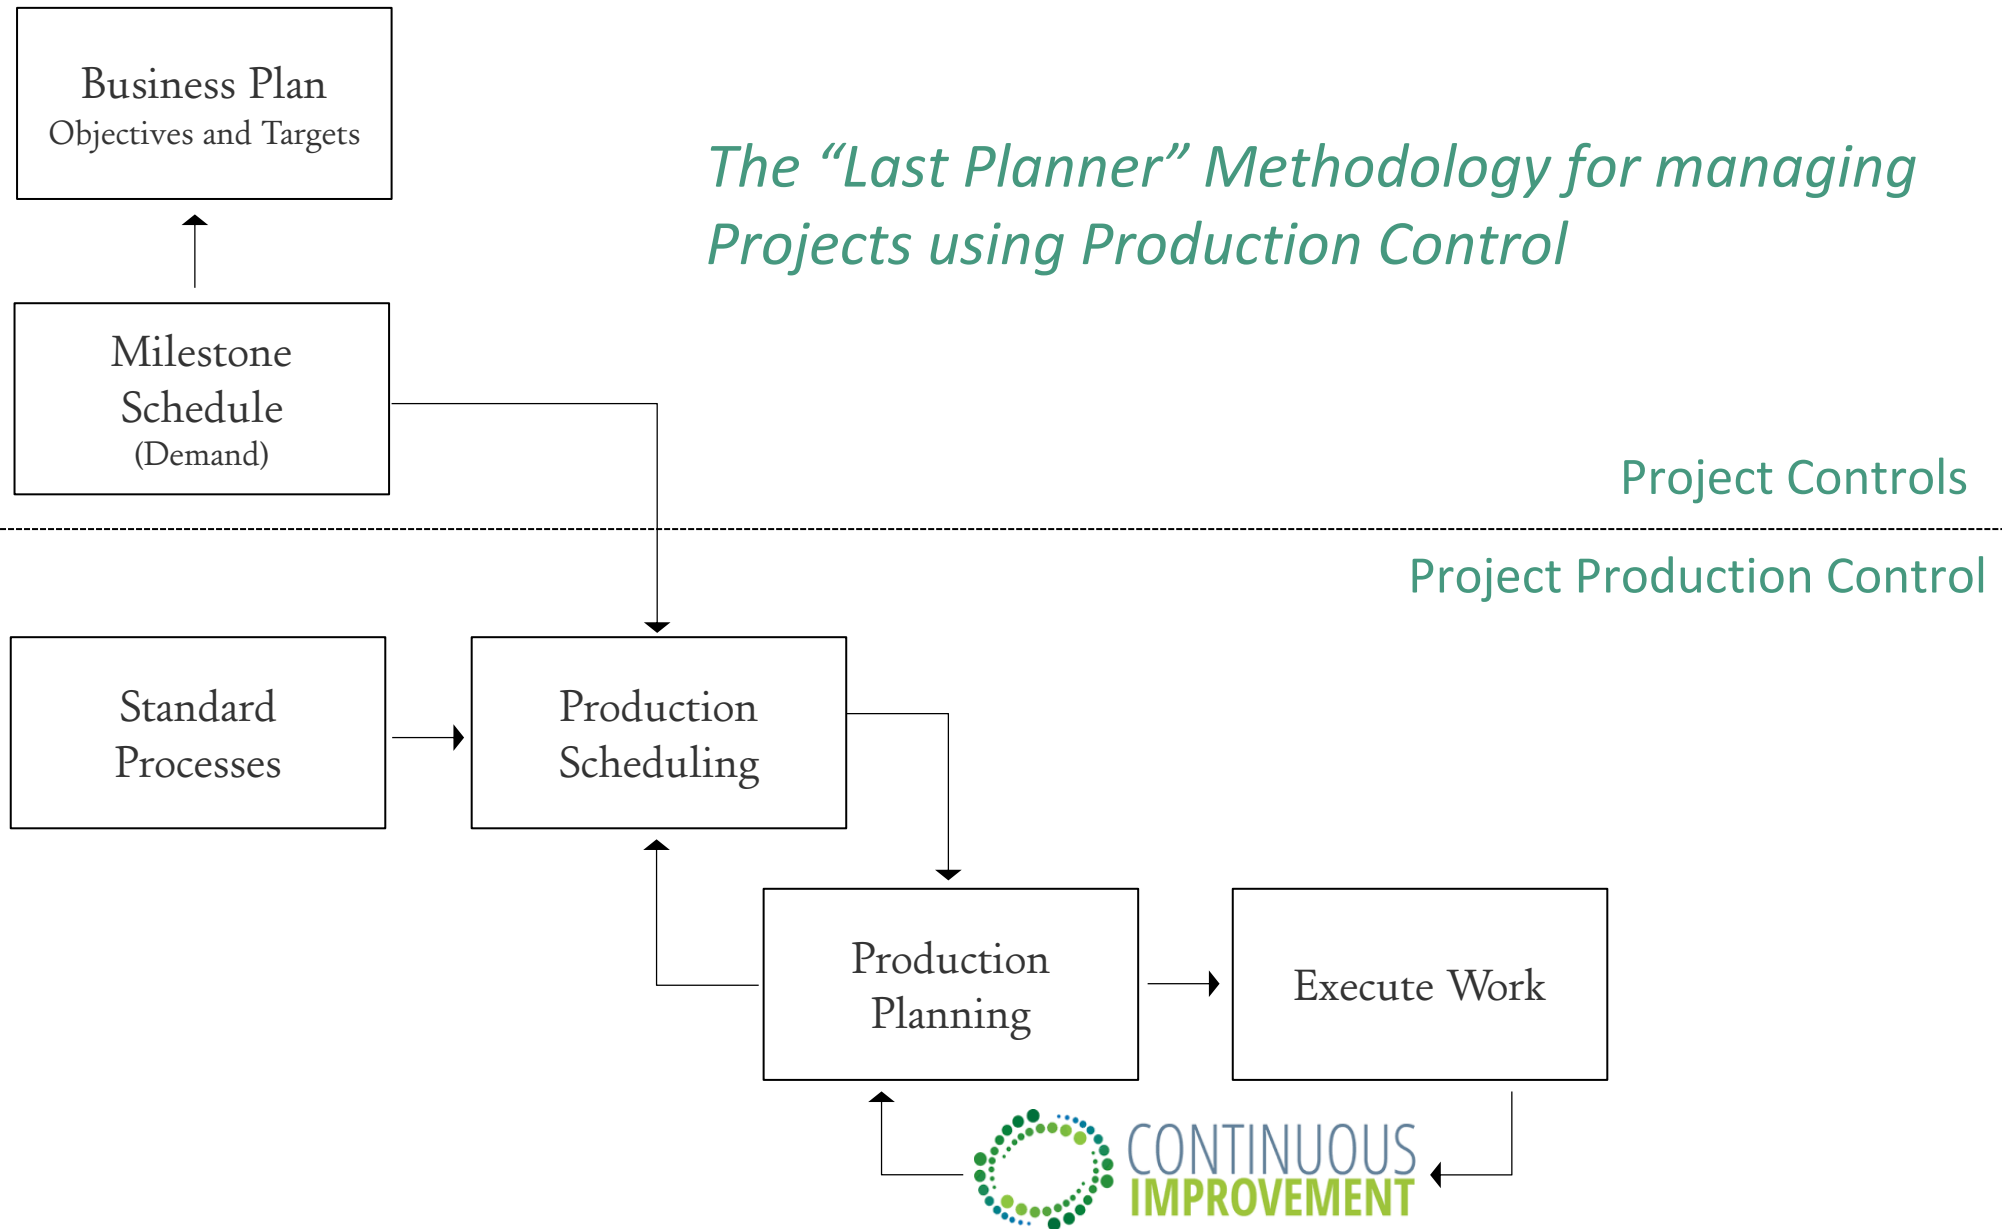 Business Plan
Objectives and Targets
The “Last Planner” Methodology for managing
Projects using Production Control
Milestone
Schedule
(Demand)
Project Controls
Project Production Control
Standard
Processes
Production
Scheduling
Production
Planning
Execute Work
CONTINUOUS
IMPROVEMENT